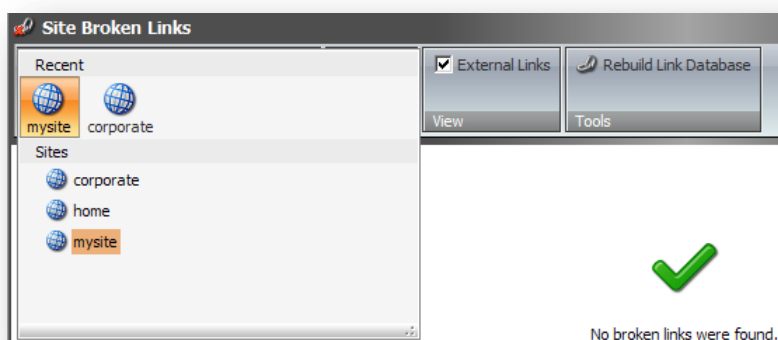 Site Broken Links
Recent
mysite corporate
Sites
corporate
home
mysite
External Links
View
Rebuild Link Database
Tools
No broken links were found.